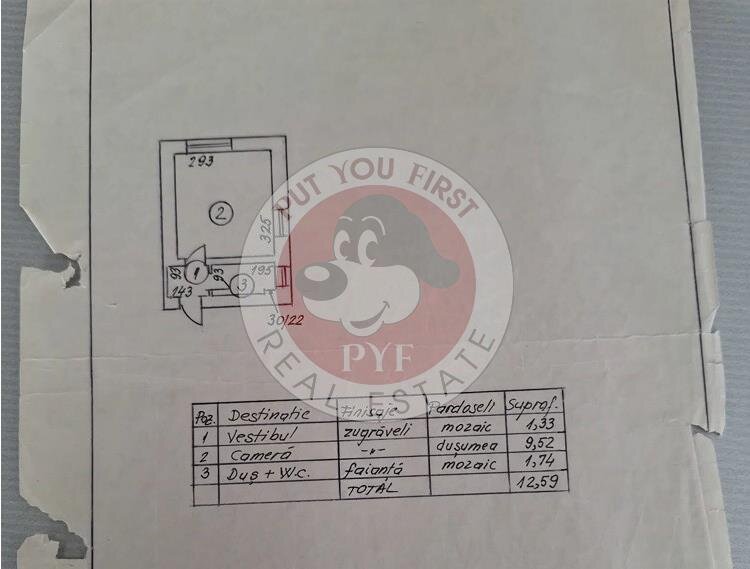 293
2
325
93
1
93
195
143
3
30/22
PUT YOU FIRST
PYF
REAL ESTATE
Poz. Destinatie Finisaje Pardoseli Supraf.
1 Vestibul zugrăveli mozaic 1,33
2 Cameră -"- dușumea 9,52
3 Duș + W.C. faianță mozaic 1,74
TOTAL 12,59